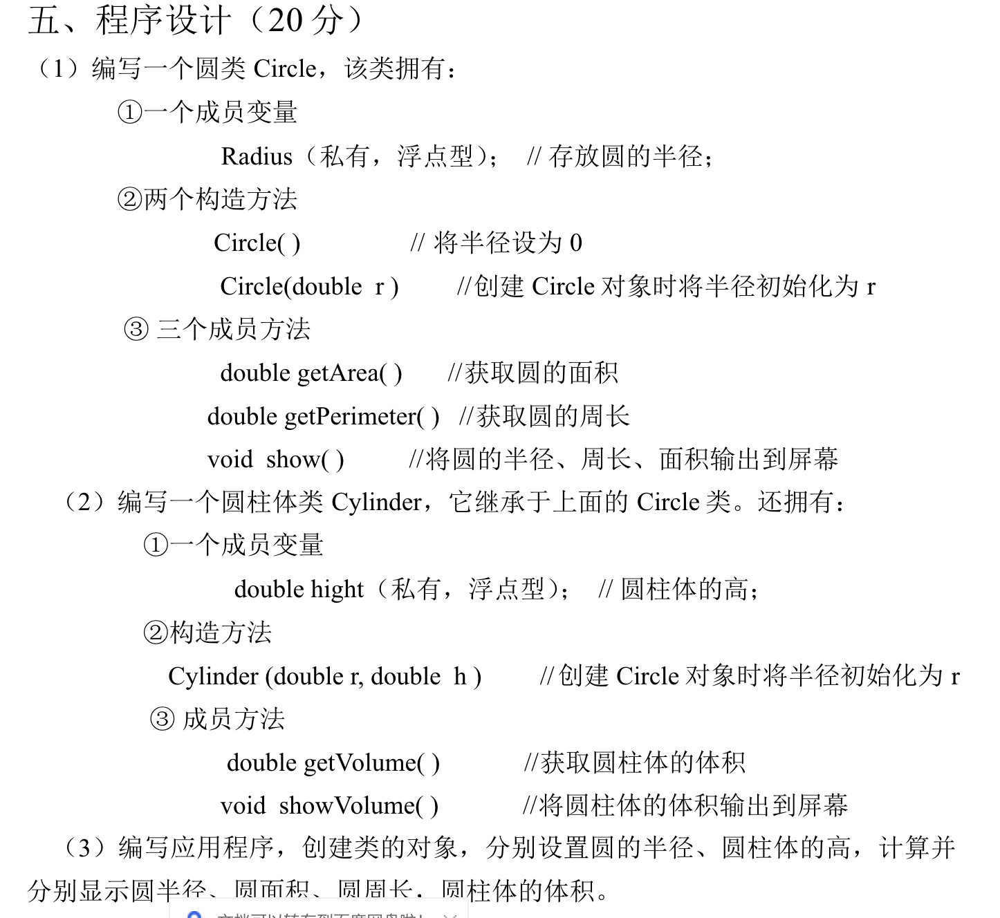 五、程序设计（20 分）
（1）编写一个圆类 Circle，该类拥有：
①一个成员变量
Radius（私有，浮点型）； // 存放圆的半径；
②两个构造方法
Circle( ) // 将半径设为 0
Circle(double r ) //创建 Circle 对象时将半径初始化为 r
③ 三个成员方法
double getArea( ) //获取圆的面积
double getPerimeter( ) //获取圆的周长
void show( ) //将圆的半径、周长、面积输出到屏幕
（2）编写一个圆柱体类 Cylinder，它继承于上面的 Circle 类。还拥有：
①一个成员变量
double hight（私有，浮点型）； // 圆柱体的高；
②构造方法
Cylinder (double r, double h ) //创建 Circle 对象时将半径初始化为 r
③ 成员方法
double getVolume( ) //获取圆柱体的体积
void showVolume( ) //将圆柱体的体积输出到屏幕
（3）编写应用程序，创建类的对象，分别设置圆的半径、圆柱体的高，计算并
分别显示圆半径、圆面积、圆周长，圆柱体的体积。